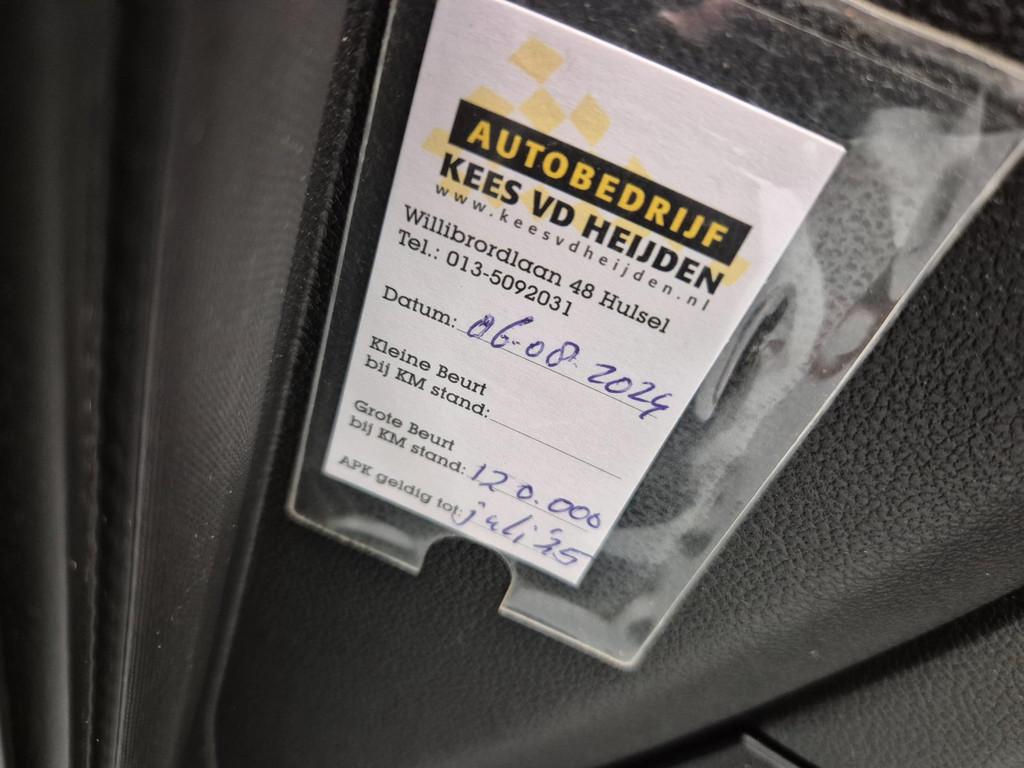 AUTOBEDRIJF
KEES VD HEIJDEN
www.keesvdheijden.nl
Willibrordlaan 48 Hulsel
Tel.: 013-5092031
Datum: 06-08-2024
Kleine Beurt
bij KM stand:
Grote Beurt
bij KM stand: 120.000
APK geldig tot: juli '25